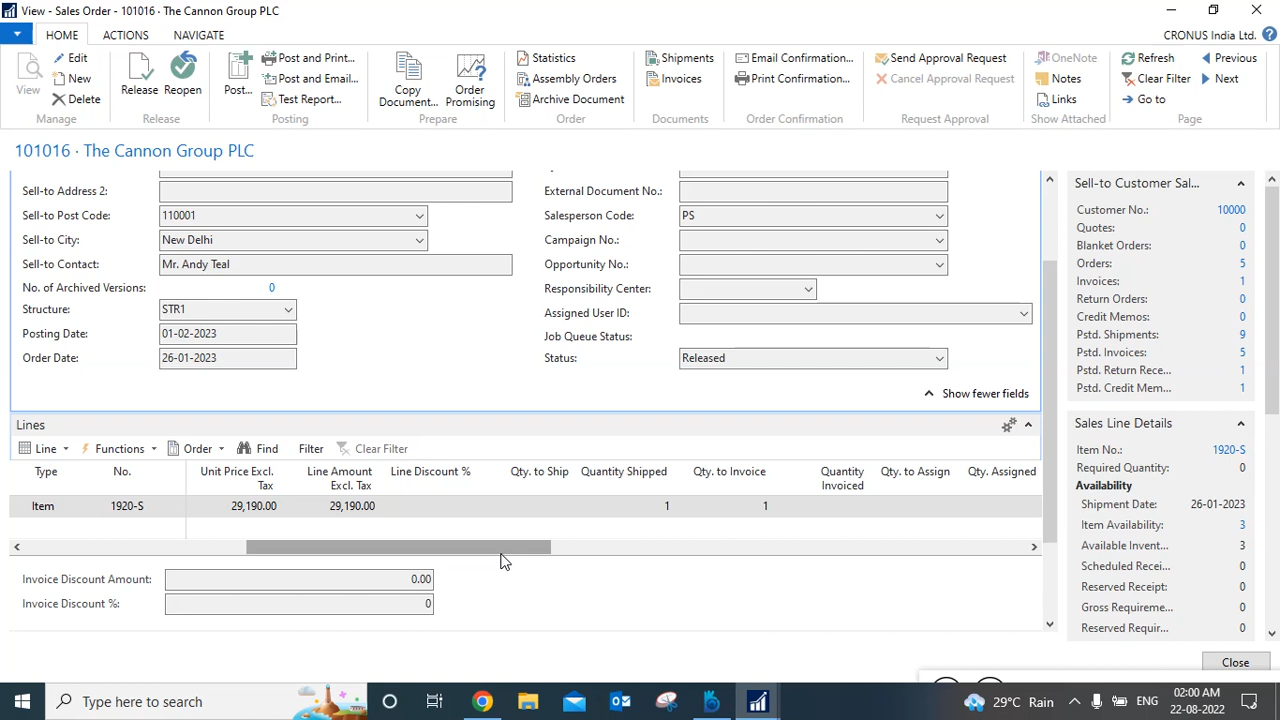 View - Sales Order - 101016 · The Cannon Group PLC
HOME ACTIONS NAVIGATE CRONUS India Ltd.
View Edit New Delete Manage
Release Reopen Release
Post... Post and Print... Post and Email... Test Report... Posting
Copy Document... Order Promising Prepare
Statistics Assembly Orders Archive Document Order
Shipments Invoices Documents
Email Confirmation... Print Confirmation... Order Confirmation
Send Approval Request Cancel Approval Request Request Approval
OneNote Notes Links Show Attached
Refresh Clear Filter Go to Previous Next Page
101016 · The Cannon Group PLC
Sell-to Address 2:
Sell-to Post Code: 110001
Sell-to City: New Delhi
Sell-to Contact: Mr. Andy Teal
No. of Archived Versions: 0
Structure: STR1
Posting Date: 01-02-2023
Order Date: 26-01-2023
External Document No.:
Salesperson Code: PS
Campaign No.:
Opportunity No.:
Responsibility Center:
Assigned User ID:
Job Queue Status:
Status: Released
Show fewer fields
Lines
Line Functions Order Find Filter Clear Filter
Type No. Unit Price Excl. Tax Line Amount Excl. Tax Line Discount % Qty. to Ship Quantity Shipped Qty. to Invoice Quantity Invoiced Qty. to Assign Qty. Assigned
Item 1920-S 29,190.00 29,190.00 1 1
Invoice Discount Amount: 0.00
Invoice Discount %: 0
Sell-to Customer Sal...
Customer No.: 10000
Quotes: 0
Blanket Orders: 0
Orders: 5
Invoices: 1
Return Orders: 0
Credit Memos: 0
Pstd. Shipments: 9
Pstd. Invoices: 5
Pstd. Return Rece... 1
Pstd. Credit Mem... 1
Sales Line Details
Item No.: 1920-S
Required Quantity: 0
Availability
Shipment Date: 26-01-2023
Item Availability: 3
Available Invent... 3
Scheduled Recei... 0
Reserved Receipt: 0
Gross Requireme... 0
Reserved Requir... 0
Close
Type here to search
29°C Rain ENG 02:00 AM
22-08-2022